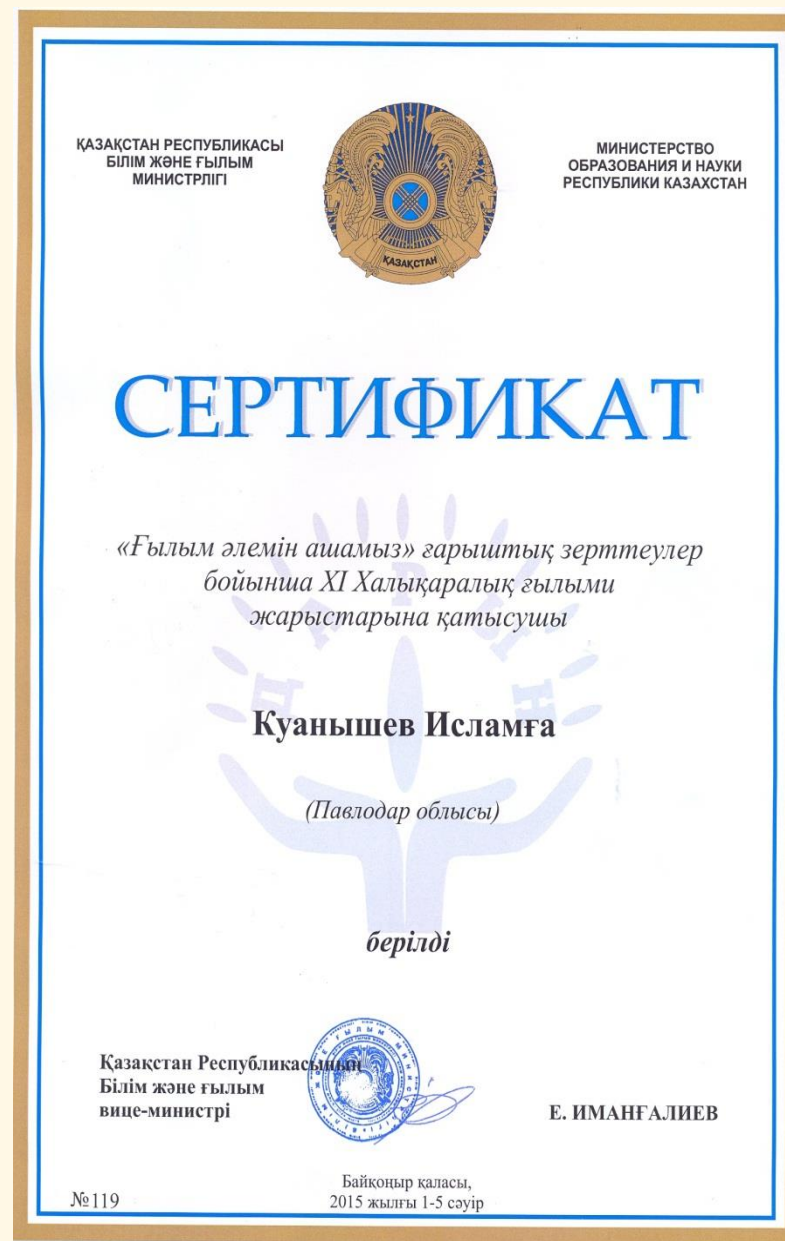 ҚАЗАҚСТАН РЕСПУБЛИКАСЫ
БІЛІМ ЖӘНЕ ҒЫЛЫМ
МИНИСТРЛІГІ
МИНИСТЕРСТВО
ОБРАЗОВАНИЯ И НАУКИ
РЕСПУБЛИКИ КАЗАХСТАН
ҚАЗАҚСТАН
СЕРТИФИКАТ
«Ғылым әлемін ашамыз» ғарыштық зерттеулер
бойынша XI Халықаралық ғылыми
жарыстарына қатысушы
ДАРЫН
Куанышев Исламға
(Павлодар облысы)
берілді
Қазақстан Республикасының
Білім және ғылым
вице-министрі
Е. ИМАНҒАЛИЕВ
№119
Байқоңыр қаласы,
2015 жылғы 1-5 сәуір